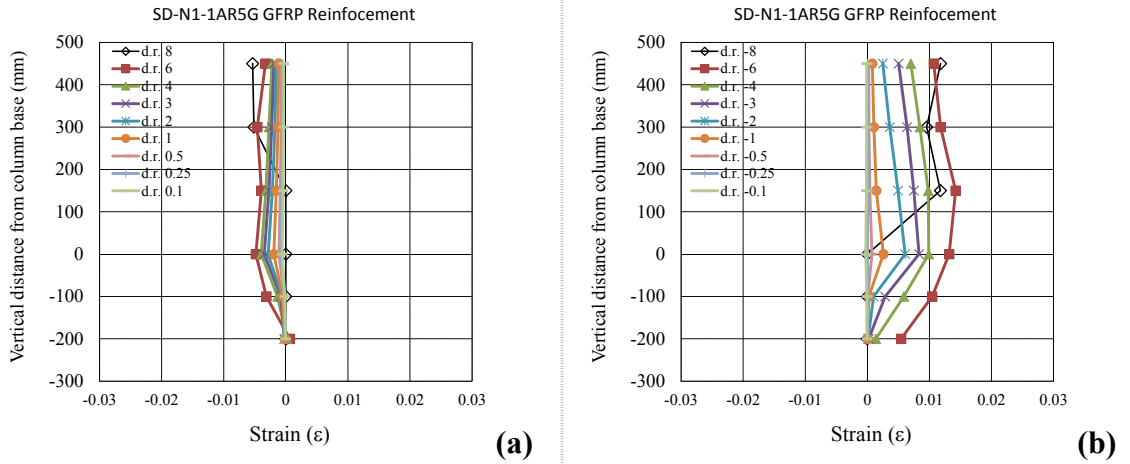 SD-N1-1AR5G GFRP Reinfocement
Vertical distance from column base (mm)
500
400
300
200
100
0
-100
-200
-300
d.r. 8
d.r. 6
d.r. 4
d.r. 3
d.r. 2
d.r. 1
d.r. 0.5
d.r. 0.25
d.r. 0.1
-0.03 -0.02 -0.01 0 0.01 0.02 0.03
Strain (ε)
(a)
SD-N1-1AR5G GFRP Reinfocement
Vertical distance from column base (mm)
500
400
300
200
100
0
-100
-200
-300
d.r. -8
d.r. -6
d.r. -4
d.r. -3
d.r. -2
d.r. -1
d.r. -0.5
d.r. -0.25
d.r. -0.1
-0.03 -0.02 -0.01 0 0.01 0.02 0.03
Strain (ε)
(b)